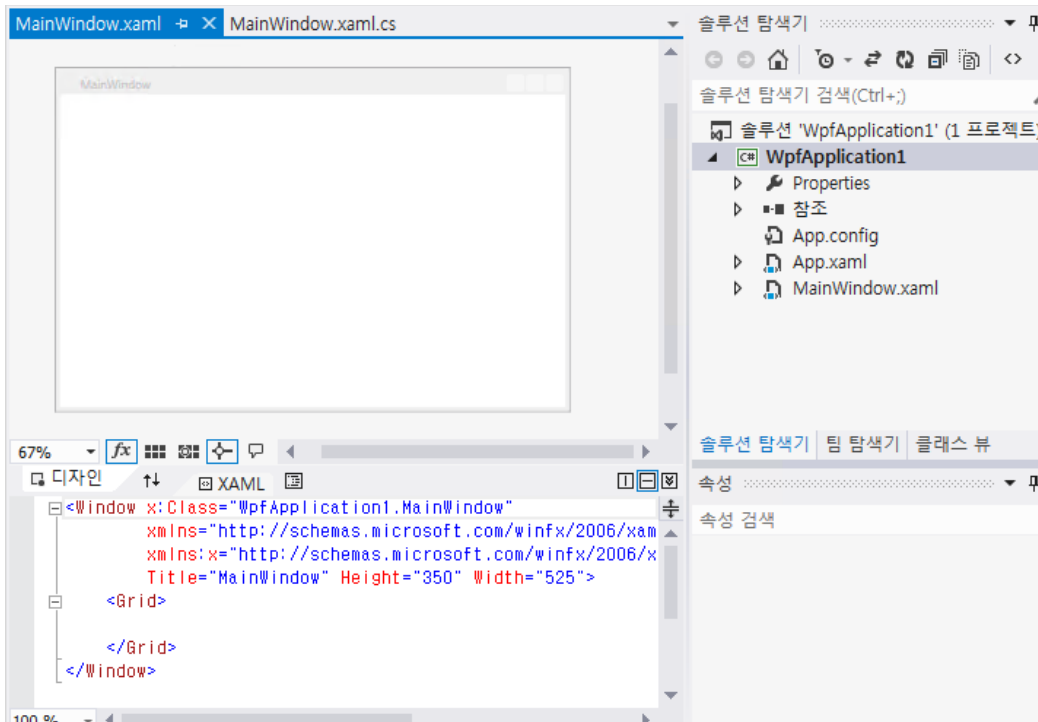 MainWindow.xaml
MainWindow.xaml.cs
MainWindow
67%
fx
디자인
XAML
<Window x:Class="WpfApplication1.MainWindow"
xmlns="http://schemas.microsoft.com/winfx/2006/xam
xmlns:x="http://schemas.microsoft.com/winfx/2006/x
Title="MainWindow" Height="350" Width="525">
<Grid>
</Grid>
</Window>
100 %
솔루션 탐색기
솔루션 탐색기 검색(Ctrl+;)
솔루션 'WpfApplication1' (1 프로젝트)
C# WpfApplication1
Properties
참조
App.config
App.xaml
MainWindow.xaml
솔루션 탐색기 팀 탐색기 클래스 뷰
속성
속성 검색